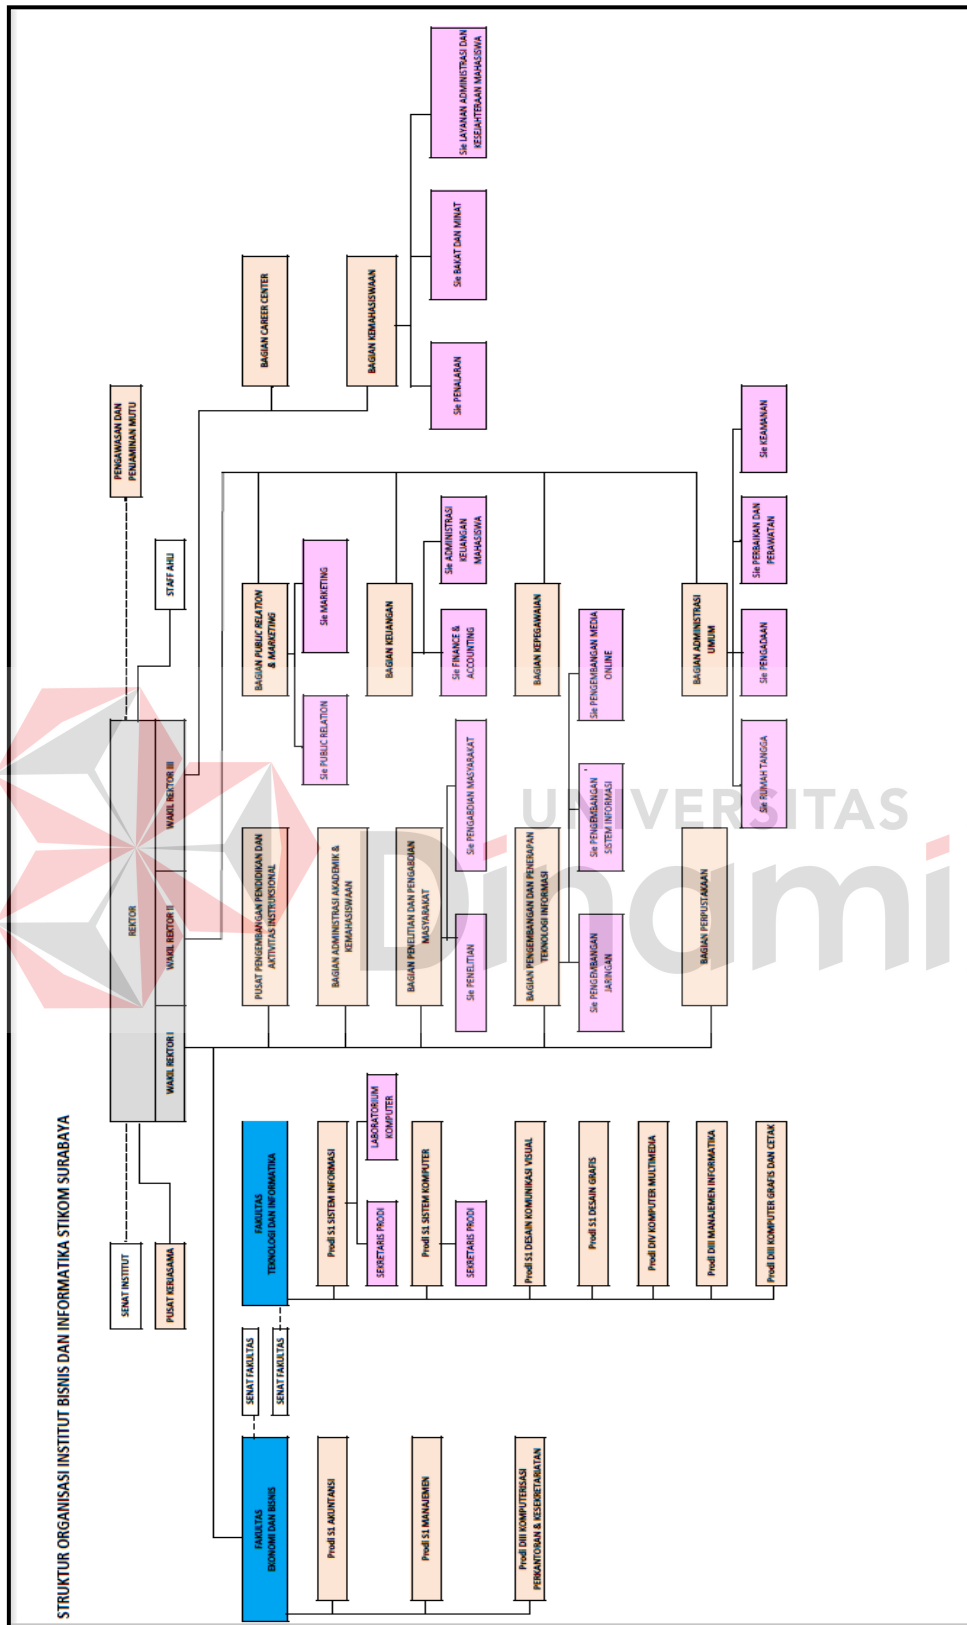 STRUKTUR ORGANISASI INSTITUT BISNIS DAN INFORMATIKA STIKOM SURABAYA
SENAT INSTITUT
REKTOR
PENGAWASAN DAN
PENJAMINAN MUTU
PUSAT KERJASAMA
WAKIL REKTOR I
WAKIL REKTOR II
WAKIL REKTOR III
STAFF AHLI
FAKULTAS
EKONOMI DAN BISNIS
SENAT FAKULTAS
SENAT FAKULTAS
FAKULTAS
TEKNOLOGI DAN INFORMATIKA
PUSAT PENGEMBANGAN PENDIDIKAN DAN
AKTIVITAS INSTRUKSIONAL
BAGIAN PUBLIC RELATION
& MARKETING
BAGIAN CAREER CENTER
Sie PUBLIC RELATION
Sie MARKETING
Prodi S1 AKUNTANSI
Prodi S1 SISTEM INFORMASI
BAGIAN ADMINISTRASI AKADEMIK &
KEMAHASISWAAN
BAGIAN KEUANGAN
BAGIAN KEMAHASISWAAN
SEKRETARIS PRODI
LABORATORIUM
KOMPUTER
Prodi S1 MANAJEMEN
Prodi S1 SISTEM KOMPUTER
BAGIAN PENELITIAN DAN PENGABDIAN
MASYARAKAT
Sie FINANCE &
ACCOUNTING
Sie ADMINISTRASI
KEUANGAN
MAHASISWA
Sie PENALARAN
Sie BAKAT DAN MINAT
Sie LAYANAN ADMINISTRASI DAN
KESEJAHTERAAN MAHASISWA
SEKRETARIS PRODI
Sie PENELITIAN
Sie PENGABDIAN MASYARAKAT
Prodi DIII KOMPUTERISASI
PERKANTORAN & KESEKRETARIATAN
Prodi S1 DESAIN KOMUNIKASI VISUAL
BAGIAN PENGEMBANGAN DAN PENERAPAN
TEKNOLOGI INFORMASI
BAGIAN KEPEGAWAIAN
Prodi S1 DESAIN GRAFIS
Sie PENGEMBANGAN
JARINGAN
Sie PENGEMBANGAN
SISTEM INFORMASI
Sie PENGEMBANGAN MEDIA
ONLINE
Prodi DIV KOMPUTER MULTIMEDIA
Prodi DIII MANAJEMEN INFORMATIKA
BAGIAN PERPUSTAKAAN
BAGIAN ADMINISTRASI
UMUM
Prodi DIII KOMPUTER GRAFIS DAN CETAK
Sie RUMAH TANGGA
Sie PENGADAAN
Sie PERBAIKAN DAN
PERAWATAN
Sie KEAMANAN
UNIVERSITAS
Dinami